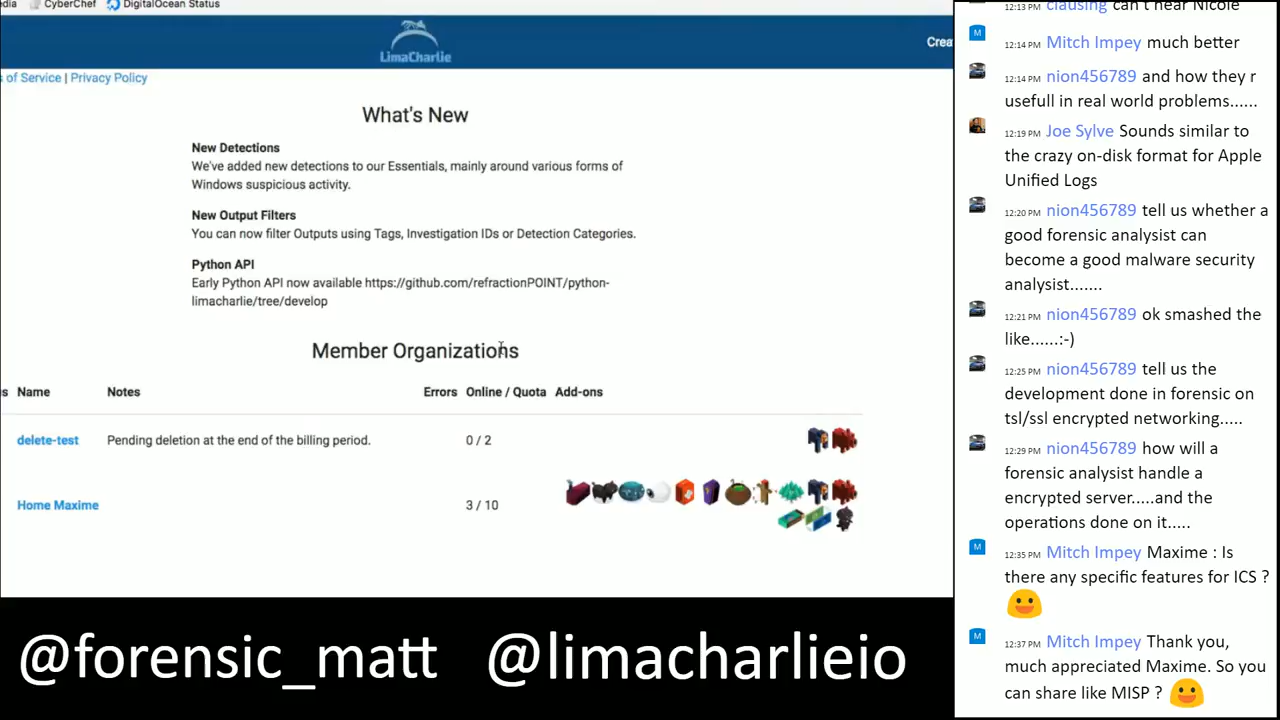 edia
CyberChef
DigitalOcean Status
LimaCharlie
Crea
s of Service | Privacy Policy
What's New
New Detections
We've added new detections to our Essentials, mainly around various forms of
Windows suspicious activity.
New Output Filters
You can now filter Outputs using Tags, Investigation IDs or Detection Categories.
Python API
Early Python API now available https://github.com/refractionPOINT/python-
limacharlie/tree/develop
Member Organizations
s Name Notes Errors Online / Quota Add-ons
delete-test Pending deletion at the end of the billing period. 0 / 2
Home Maxime 3 / 10
@forensic_matt @limacharlieio
12:13 PM clausing can't hear Nicole
M
12:14 PM Mitch Impey much better
12:14 PM nion456789 and how they r
usefull in real world problems......
12:19 PM Joe Sylve Sounds similar to
the crazy on-disk format for Apple
Unified Logs
12:20 PM nion456789 tell us whether a
good forensic analyst can
become a good malware security
analyst.......
12:21 PM nion456789 ok smashed the
like......:-)
12:25 PM nion456789 tell us the
development done in forensic on
tsl/ssl encrypted networking.....
12:29 PM nion456789 how will a
forensic analyst handle a
encrypted server.....and the
operations done on it.....
M
12:35 PM Mitch Impey Maxime : Is
there any specific features for ICS ?
M
12:37 PM Mitch Impey Thank you,
much appreciated Maxime. So you
can share like MISP ?